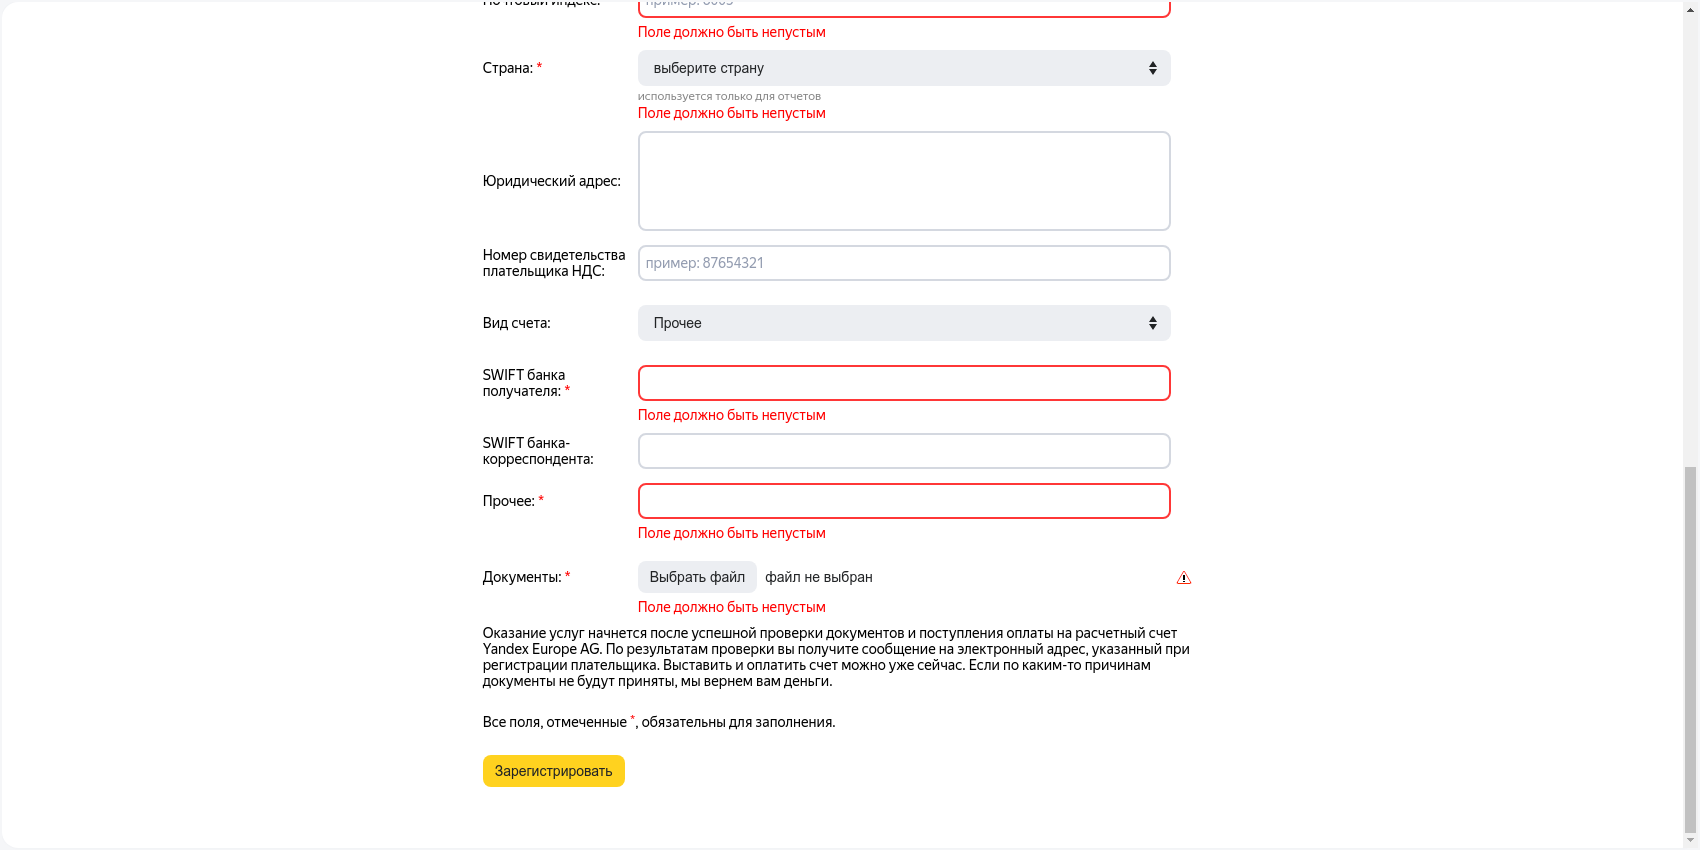 Почтовый индекс:
пример: 8005
Поле должно быть непустым
Страна: *
выберите страну
используется только для отчетов
Поле должно быть непустым
Юридический адрес:
Номер свидетельства
плательщика НДС:
пример: 87654321
Вид счета:
Прочее
SWIFT банка
получателя: *
Поле должно быть непустым
SWIFT банка-
корреспондента:
Прочее: *
Поле должно быть непустым
Документы: *
Выбрать файл
файл не выбран
Поле должно быть непустым
Оказание услуг начнется после успешной проверки документов и поступления оплаты на расчетный счет
Yandex Europe AG. По результатам проверки вы получите сообщение на электронный адрес, указанный при
регистрации плательщика. Выставить и оплатить счет можно уже сейчас. Если по каким-то причинам
документы не будут приняты, мы вернем вам деньги.
Все поля, отмеченные *, обязательны для заполнения.
Зарегистрировать